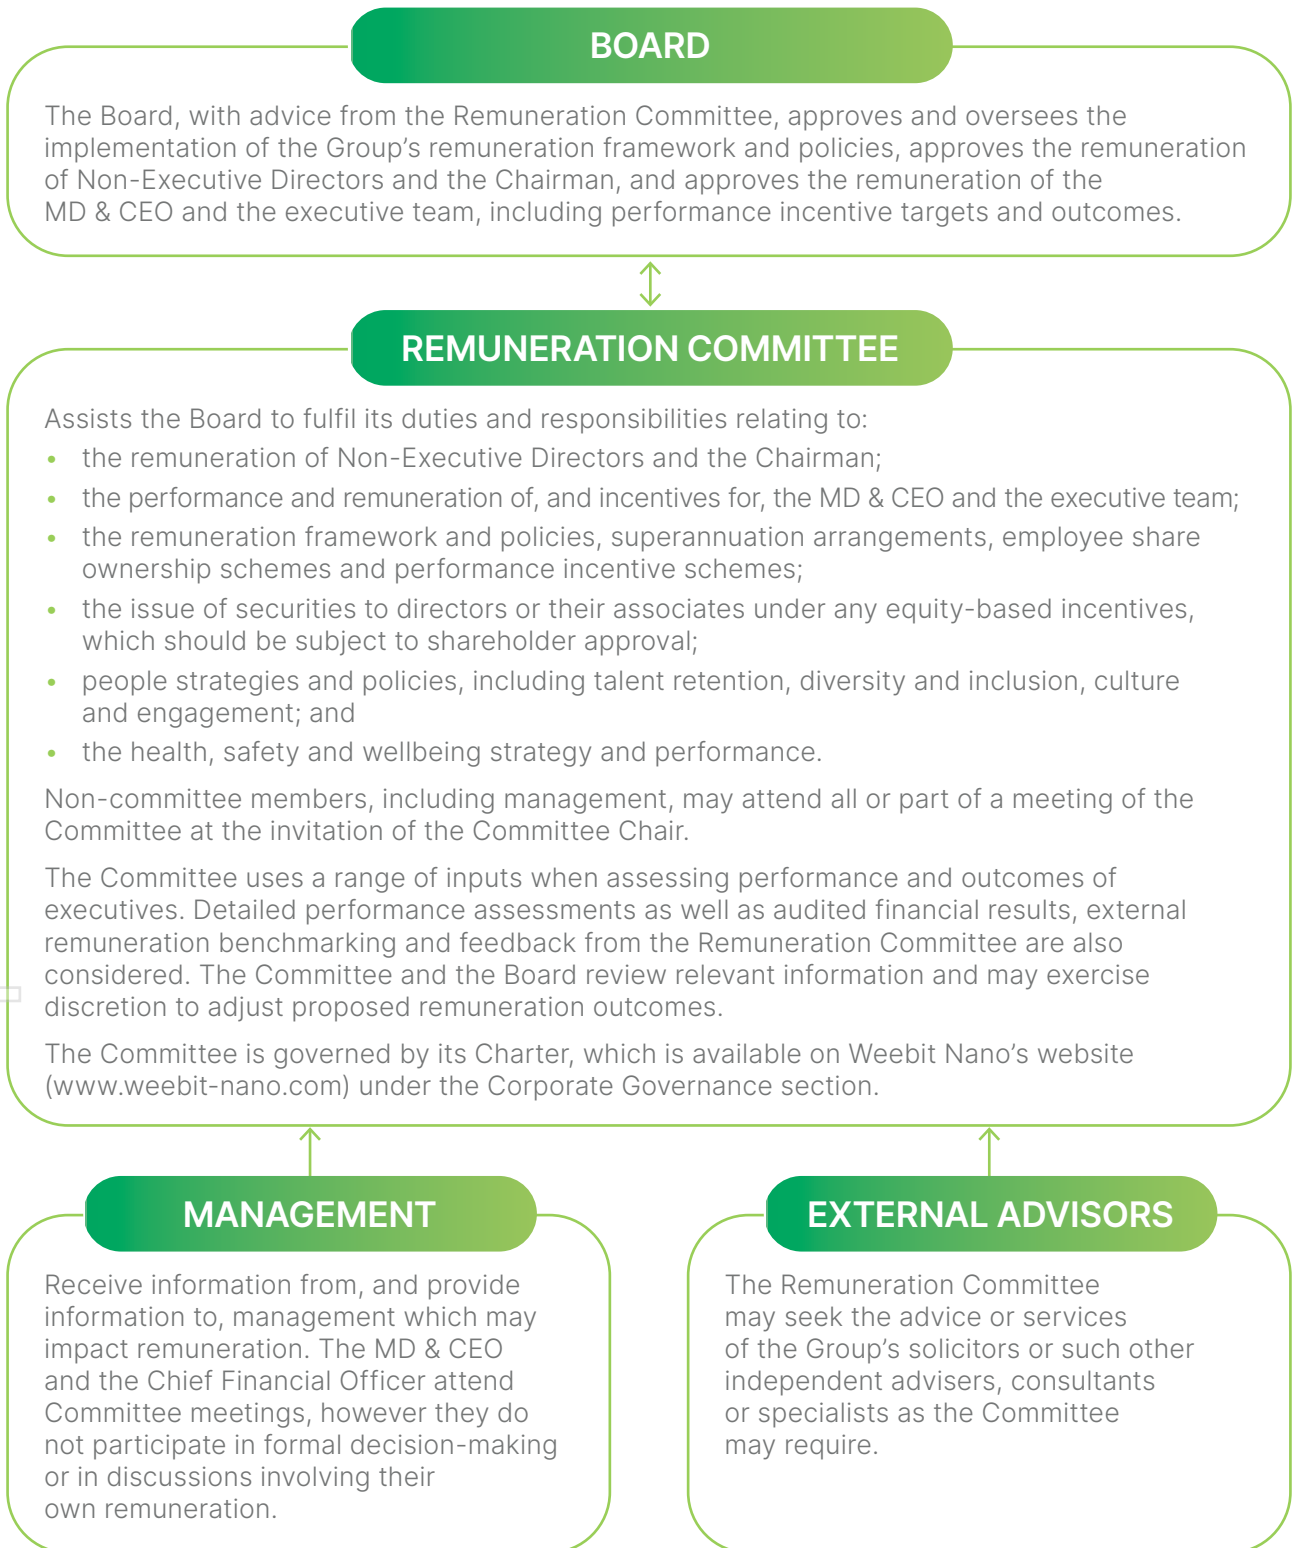 BOARD
The Board, with advice from the Remuneration Committee, approves and oversees the
implementation of the Group’s remuneration framework and policies, approves the remuneration
of Non-Executive Directors and the Chairman, and approves the remuneration of the
MD & CEO and the executive team, including performance incentive targets and outcomes.
REMUNERATION COMMITTEE
Assists the Board to fulfil its duties and responsibilities relating to:
• the remuneration of Non-Executive Directors and the Chairman;
• the performance and remuneration of, and incentives for, the MD & CEO and the executive team;
• the remuneration framework and policies, superannuation arrangements, employee share
ownership schemes and performance incentive schemes;
• the issue of securities to directors or their associates under any equity-based incentives,
which should be subject to shareholder approval;
• people strategies and policies, including talent retention, diversity and inclusion, culture
and engagement; and
• the health, safety and wellbeing strategy and performance.
Non-committee members, including management, may attend all or part of a meeting of the
Committee at the invitation of the Committee Chair.
The Committee uses a range of inputs when assessing performance and outcomes of
executives. Detailed performance assessments as well as audited financial results, external
remuneration benchmarking and feedback from the Remuneration Committee are also
considered. The Committee and the Board review relevant information and may exercise
discretion to adjust proposed remuneration outcomes.
The Committee is governed by its Charter, which is available on Weebit Nano’s website
(www.weebit-nano.com) under the Corporate Governance section.
MANAGEMENT
Receive information from, and provide
information to, management which may
impact remuneration. The MD & CEO
and the Chief Financial Officer attend
Committee meetings, however they do
not participate in formal decision-making
or in discussions involving their
own remuneration.
EXTERNAL ADVISORS
The Remuneration Committee
may seek the advice or services
of the Group’s solicitors or such other
independent advisers, consultants
or specialists as the Committee
may require.